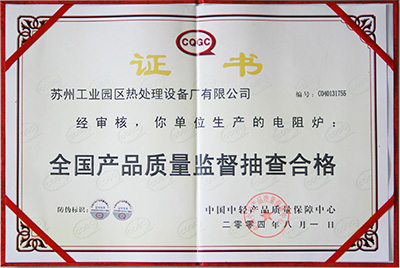 CQGC
证书
苏州工业园区热处理设备厂有限公司 编号:C040131756
经审核,你单位生产的电阻炉:
全国产品质量监督抽查合格
防伪标识:
中国中轻产品质量保障中心
二〇〇四年八月一日